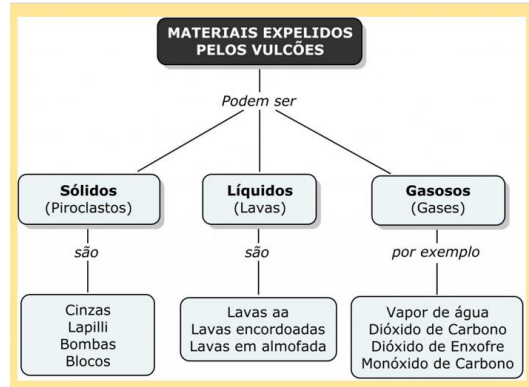 MATERIAIS EXPELIDOS
PELOS VULCÕES
Podem ser
Sólidos
(Piroclastos)
Líquidos
(Lavas)
Gasosos
(Gases)
são
são
por exemplo
Cinzas
Lapilli
Bombas
Blocos
Lavas aa
Lavas encordoadas
Lavas em almofada
Vapor de água
Dióxido de Carbono
Dióxido de Enxofre
Monóxido de Carbono